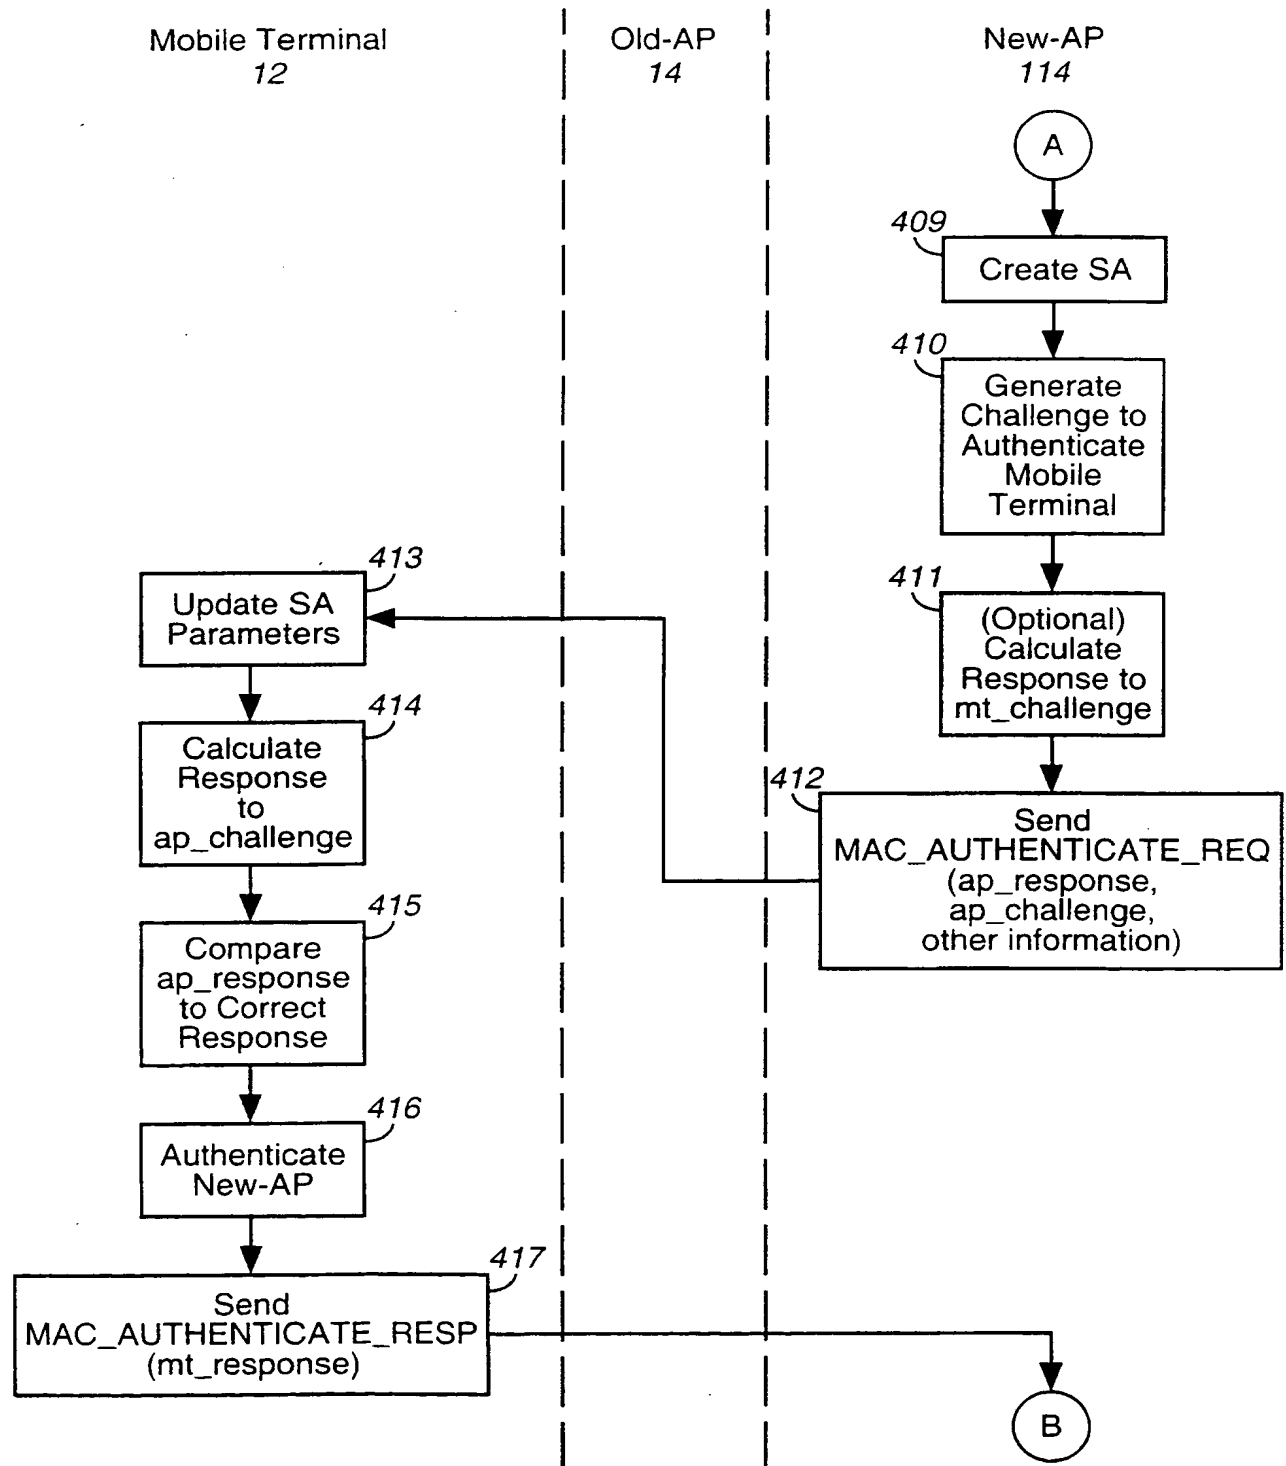 Mobile Terminal
12
Old-AP
14
New-AP
114
A
409
Create SA
410
Generate
Challenge to
Authenticate
Mobile
Terminal
411
(Optional)
Calculate
Response to
mt_challenge
412
Send
MAC_AUTHENTICATE_REQ
(ap_response,
ap_challenge,
other information)
413
Update SA
Parameters
414
Calculate
Response
to
ap_challenge
415
Compare
ap_response
to Correct
Response
416
Authenticate
New-AP
417
Send
MAC_AUTHENTICATE_RESP
(mt_response)
B